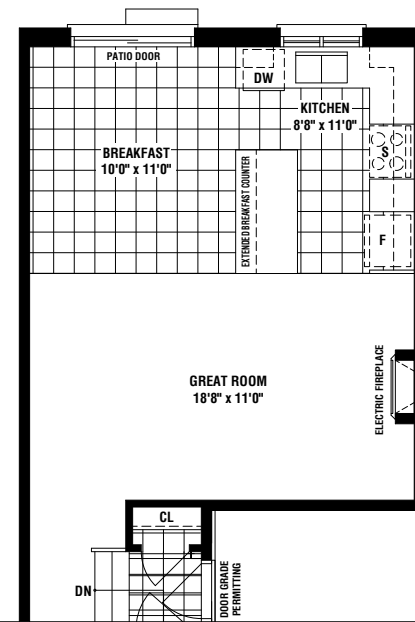 PATIO DOOR
DW
KITCHEN
8'8" x 11'0"
BREAKFAST
10'0" x 11'0"
S
EXTENDED BREAKFAST COUNTER
F
GREAT ROOM
18'8" x 11'0"
ELECTRIC FIREPLACE
CL
DN
DOOR GRADE
PERMITTING